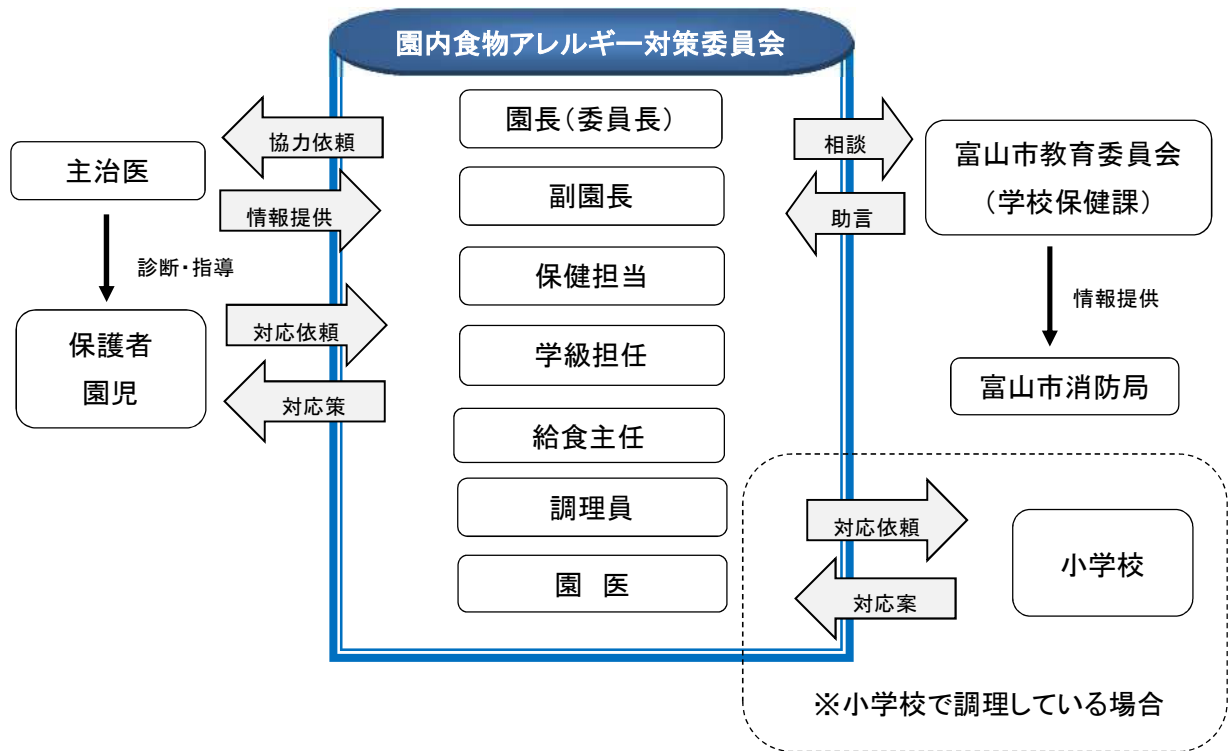 園内食物アレルギー対策委員会
園長(委員長)
副園長
保健担当
学級担任
給食主任
調理員
園　医
主治医
診断・指導
保護者
園児
協力依頼
情報提供
対応依頼
対応策
相談
助言
富山市教育委員会
(学校保健課)
情報提供
富山市消防局
対応依頼
対応案
小学校
※小学校で調理している場合